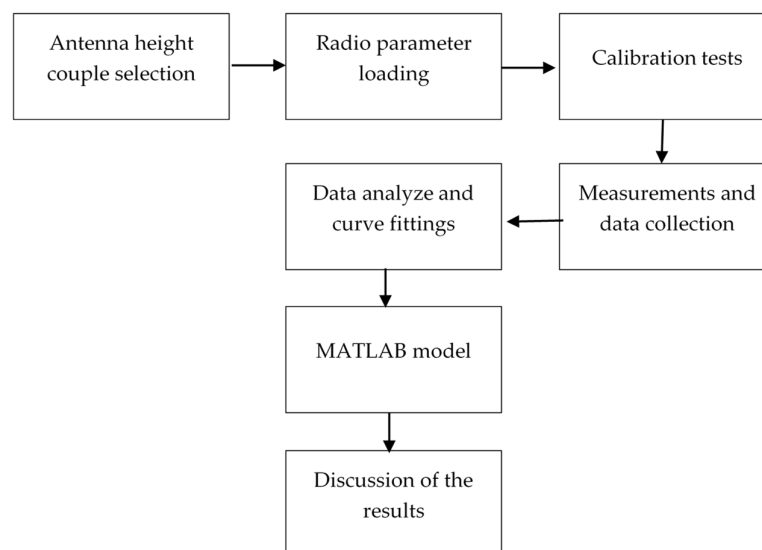 Antenna height
couple selection
Radio parameter
loading
Calibration tests
Measurements and
data collection
Data analyze and
curve fittings
MATLAB model
Discussion of the
results